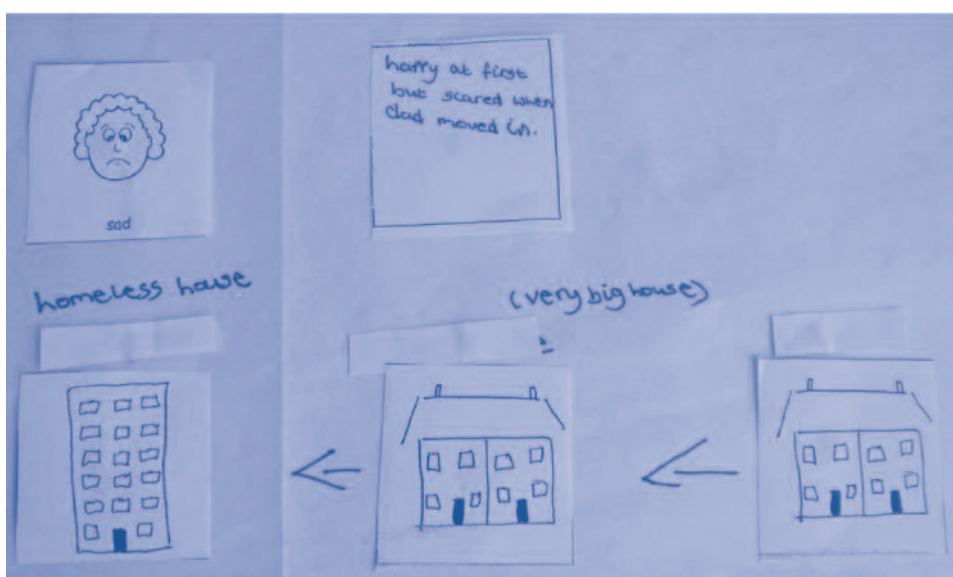 happy at first
but scared when
dad moved in.
sad
homeless house
(very big house)